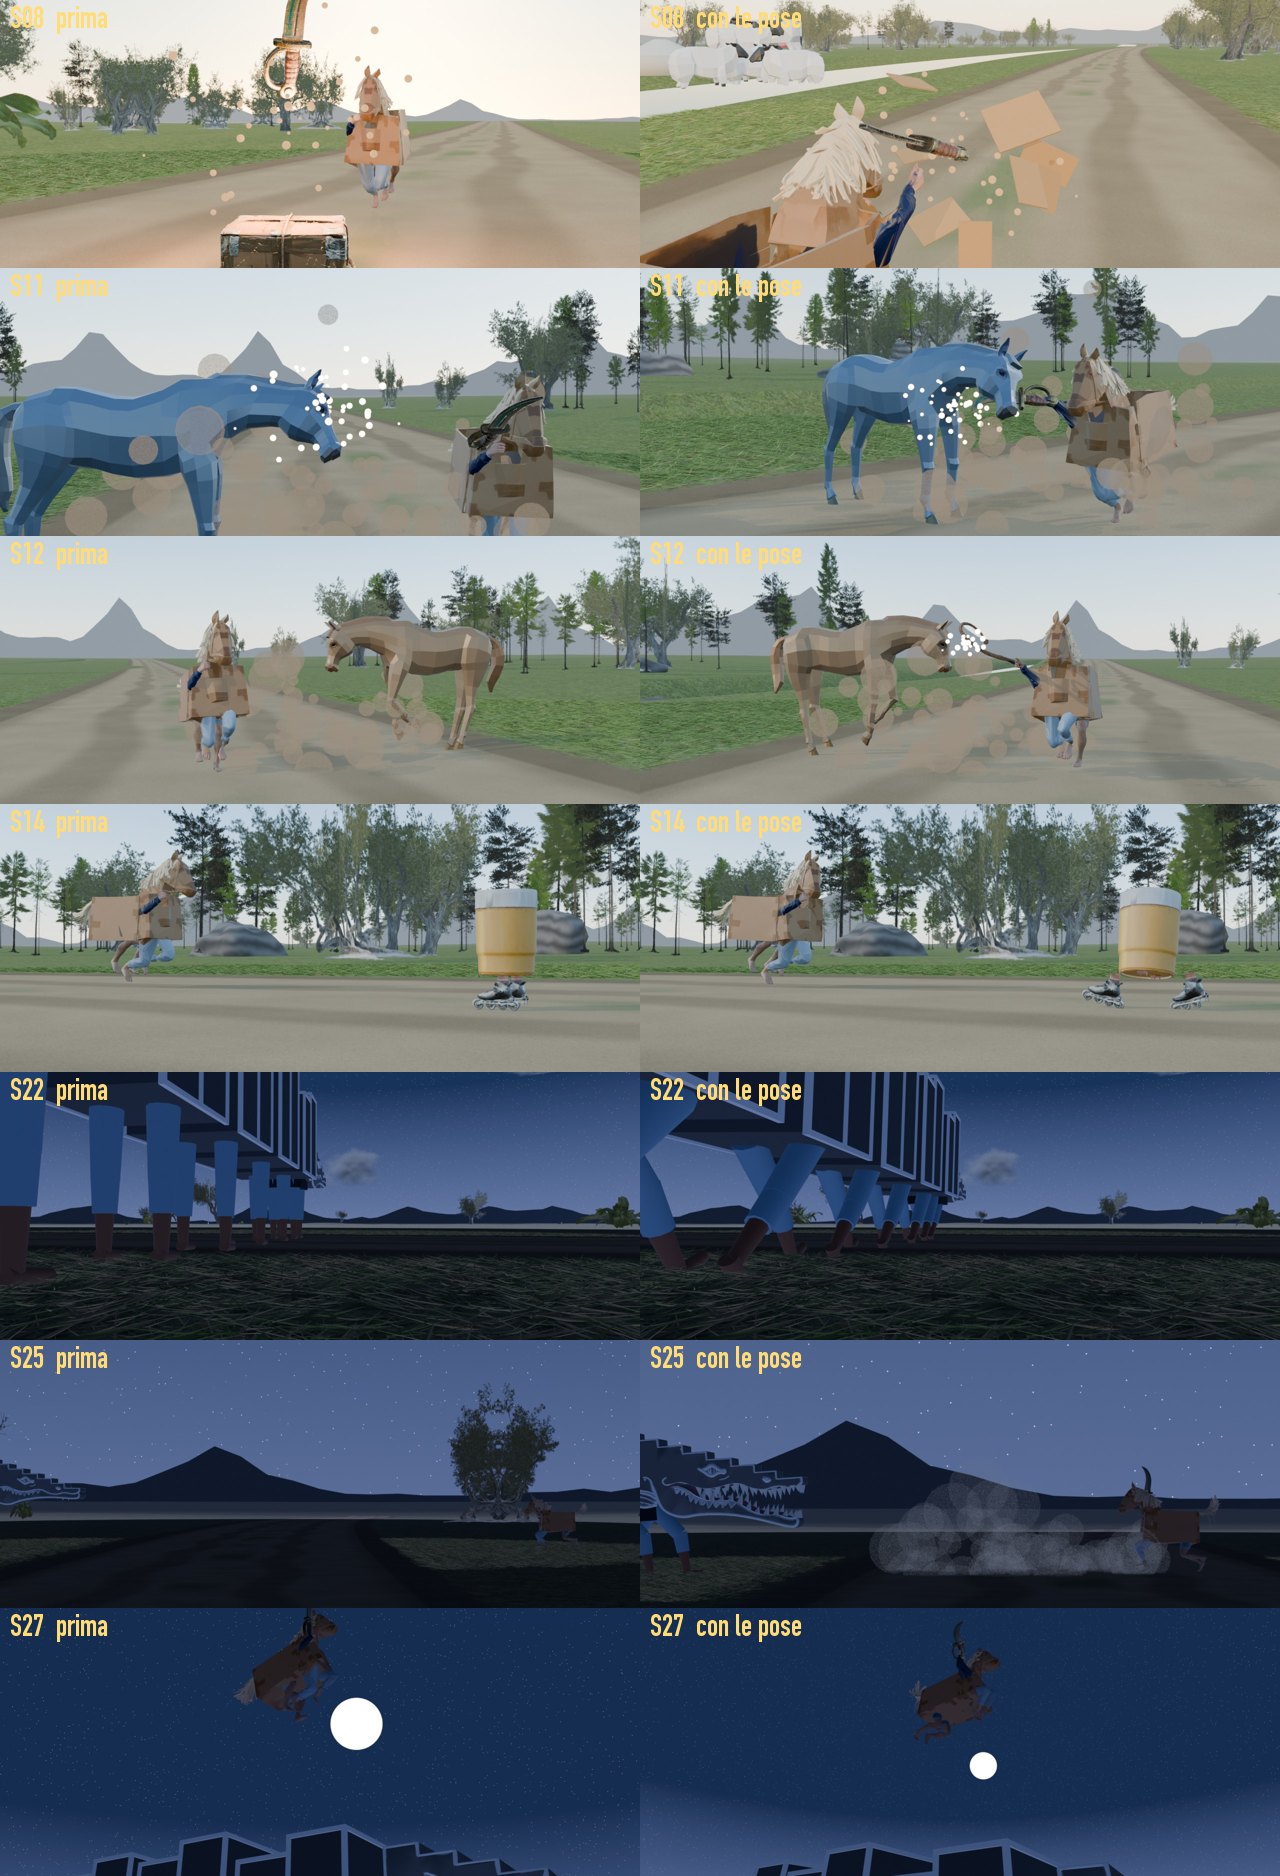 S08 prima
S08 con le pose
S11 prima
S11 con le pose
S12 prima
S12 con le pose
S14 prima
S14 con le pose
S22 prima
S22 con le pose
S25 prima
S25 con le pose
S27 prima
S27 con le pose